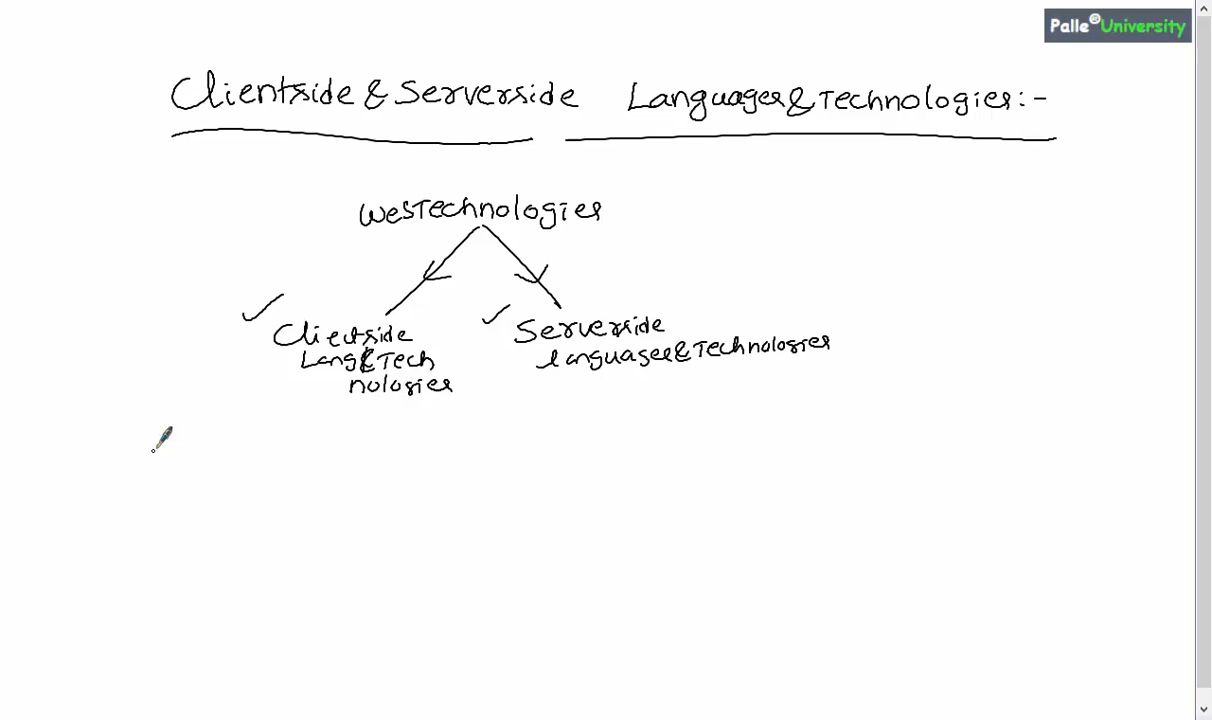 Palle®University
Clientside & Serverside Languages & Technologies:-
WebTechnologies
Clientside
Lang & Tech
nologies
Serverside
languages & Technologies